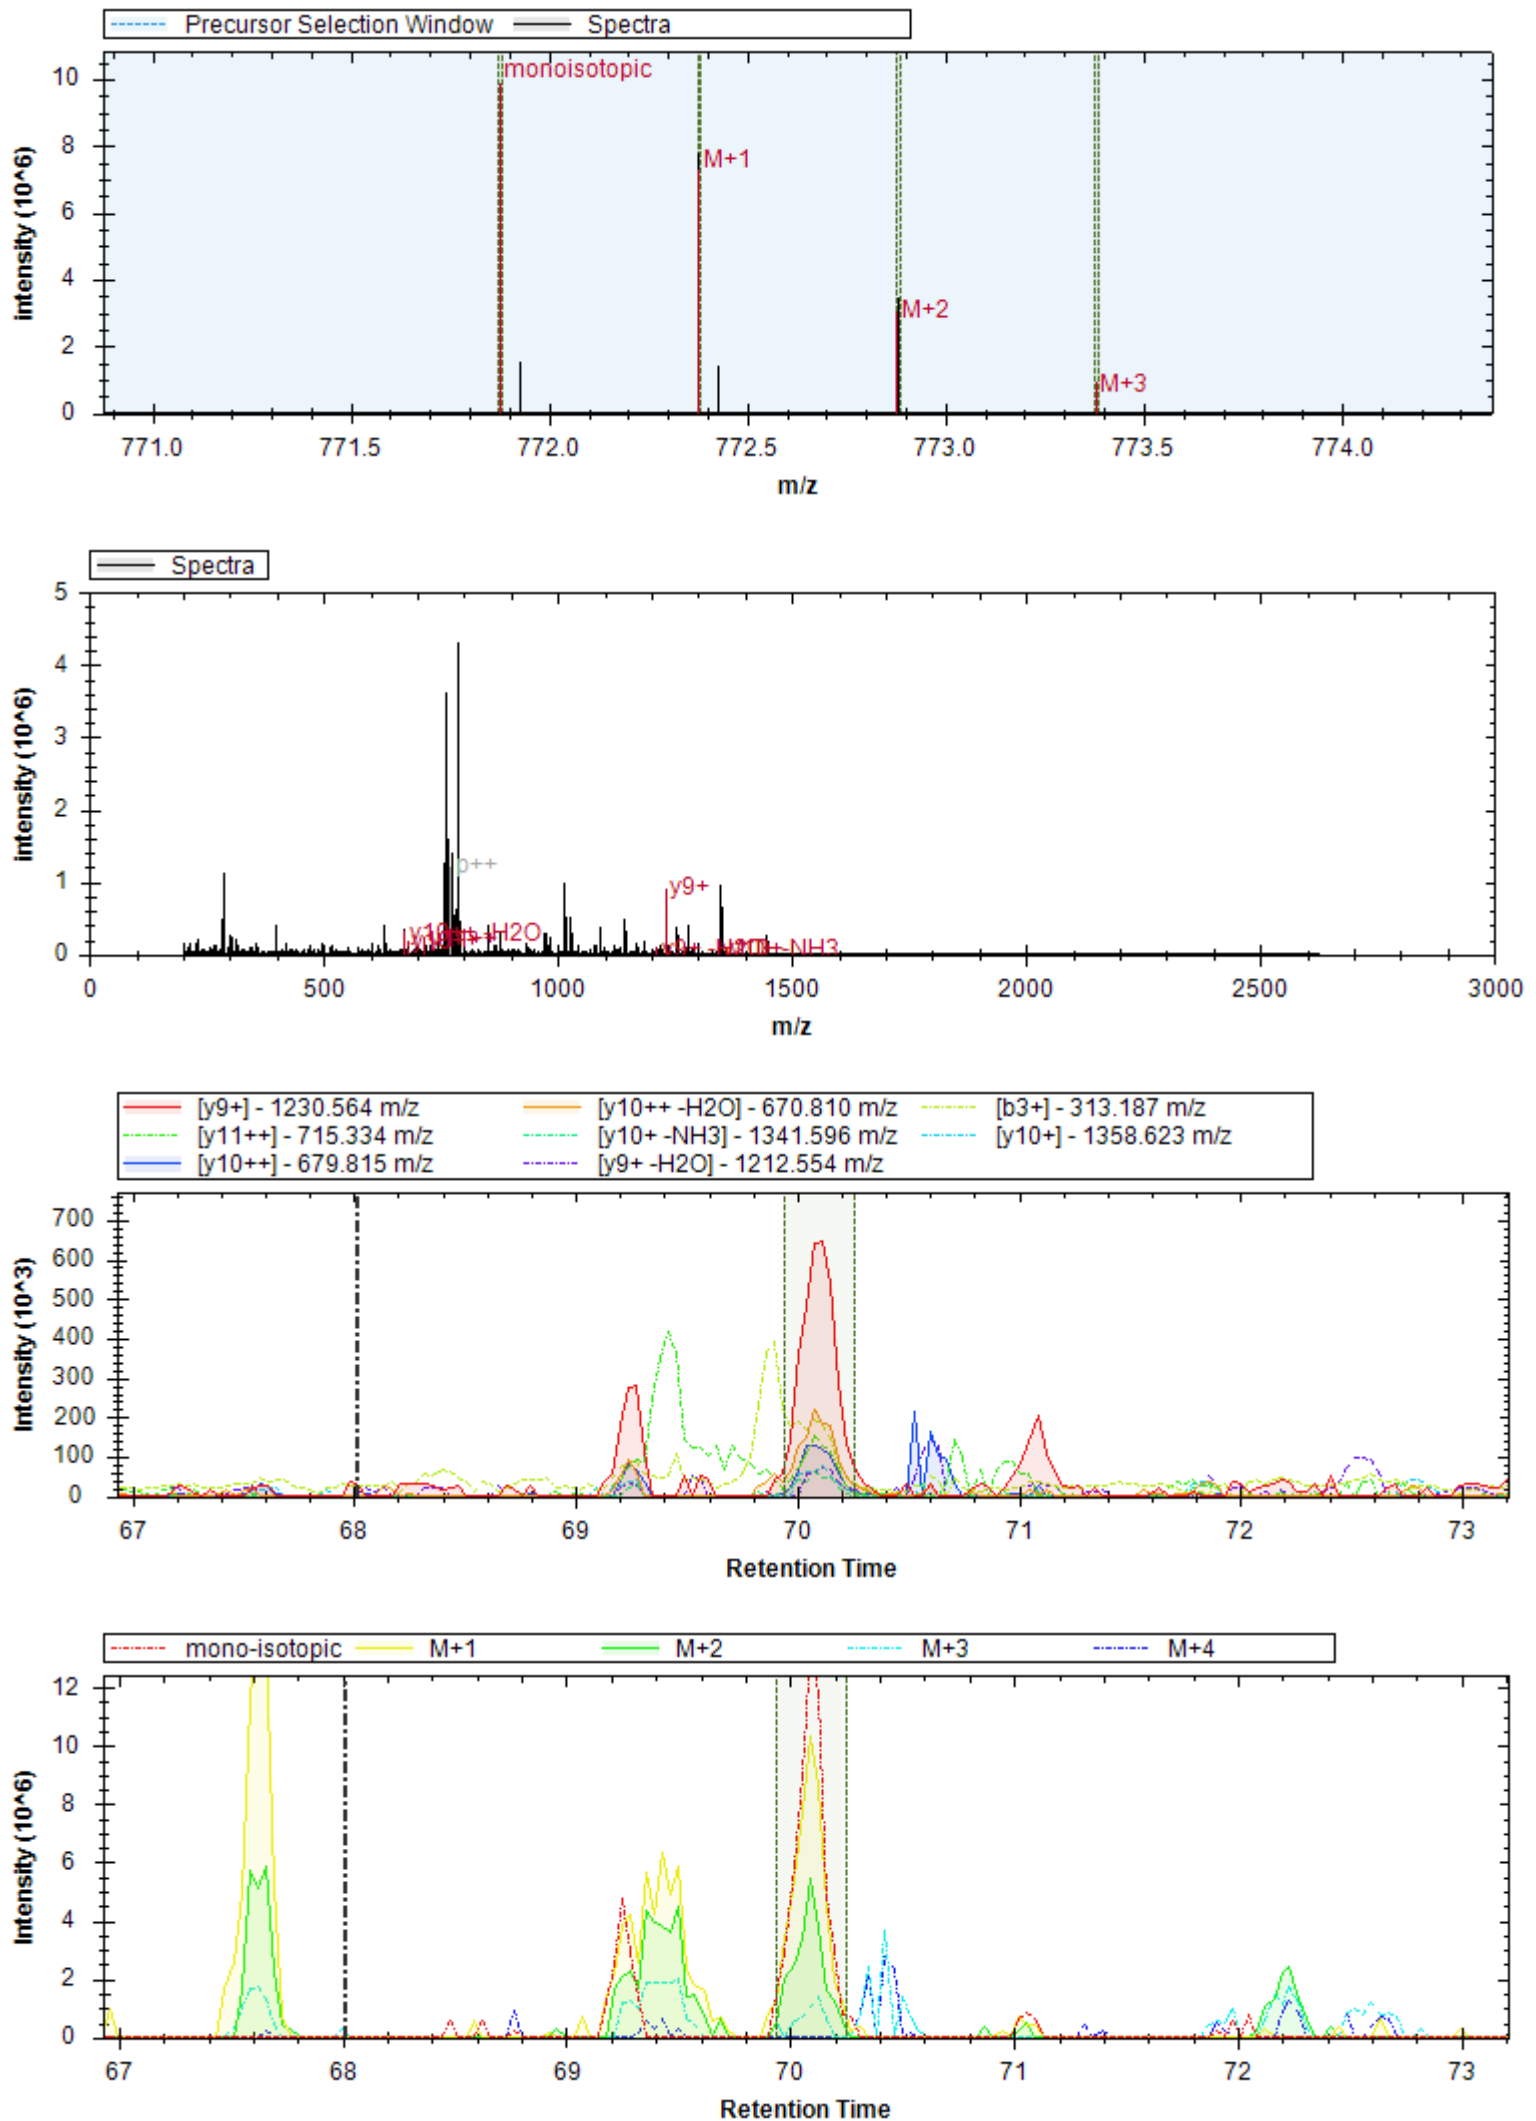 Precursor Selection Window Spectra
monoisotopic
M+1
M+2
M+3
intensity (10^6)
10
8
6
4
2
0
771.0 771.5 772.0 772.5 773.0 773.5 774.0
m/z
Spectra
intensity (10^6)
5
4
3
2
1
0
p++
y9+
y10++ -H2O
y9+ -H2O
-NH3
0 500 1000 1500 2000 2500 3000
m/z
[y9+] - 1230.564 m/z [y10++ -H2O] - 670.810 m/z [b3+] - 313.187 m/z
[y11++] - 715.334 m/z [y10+ -NH3] - 1341.596 m/z [y10+] - 1358.623 m/z
[y10++] - 679.815 m/z [y9+ -H2O] - 1212.554 m/z
Intensity (10^3)
700
600
500
400
300
200
100
0
67 68 69 70 71 72 73
Retention Time
mono-isotopic M+1 M+2 M+3 M+4
Intensity (10^6)
12
10
8
6
4
2
0
67 68 69 70 71 72 73
Retention Time